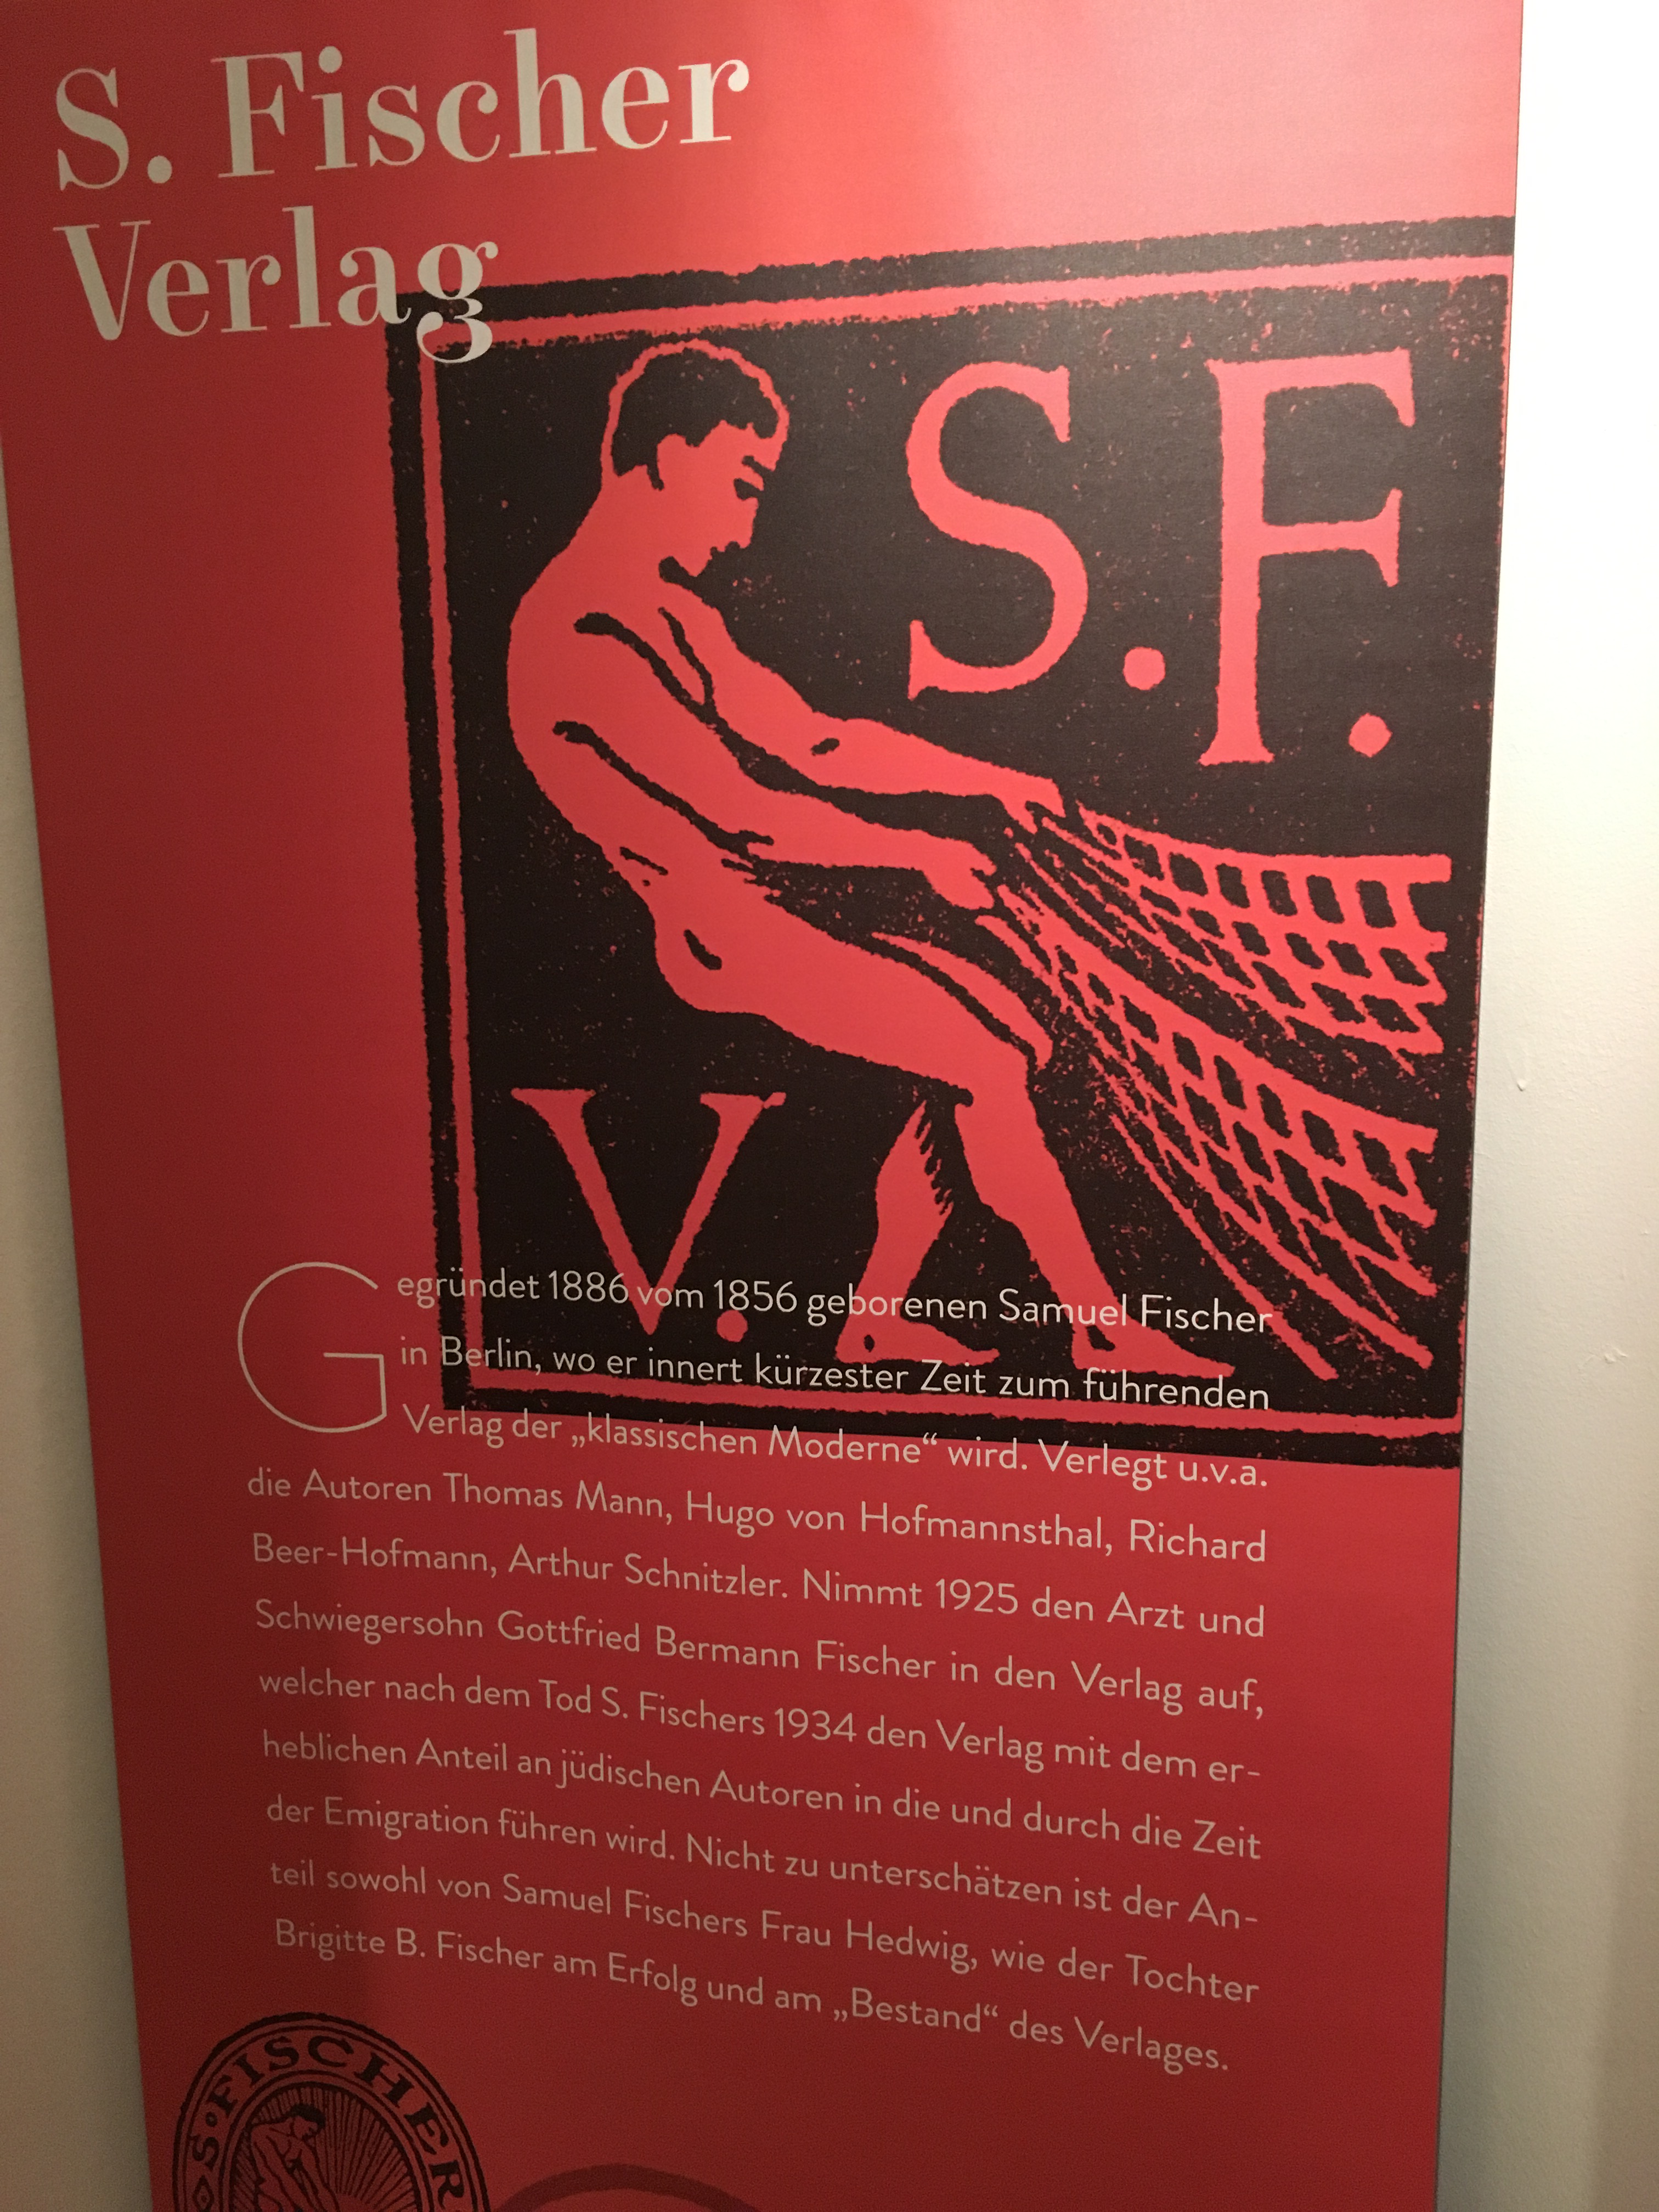 S. Fischer
Verlag
S.F.
V.
Gegründet 1886 vom 1856 geborenen Samuel Fischer
in Berlin, wo er innert kürzester Zeit zum führenden
Verlag der „klassischen Moderne“ wird. Verlegt u.v.a.
die Autoren Thomas Mann, Hugo von Hofmannsthal, Richard
Beer-Hofmann, Arthur Schnitzler. Nimmt 1925 den Arzt und
Schwiegersohn Gottfried Bermann Fischer in den Verlag auf,
welcher nach dem Tod S. Fischers 1934 den Verlag mit dem er-
heblichen Anteil an jüdischen Autoren in die und durch die Zeit
der Emigration führen wird. Nicht zu unterschätzen ist der An-
teil sowohl von Samuel Fischers Frau Hedwig, wie der Tochter
Brigitte B. Fischer am Erfolg und am „Bestand“ des Verlages.
S. FISCHER